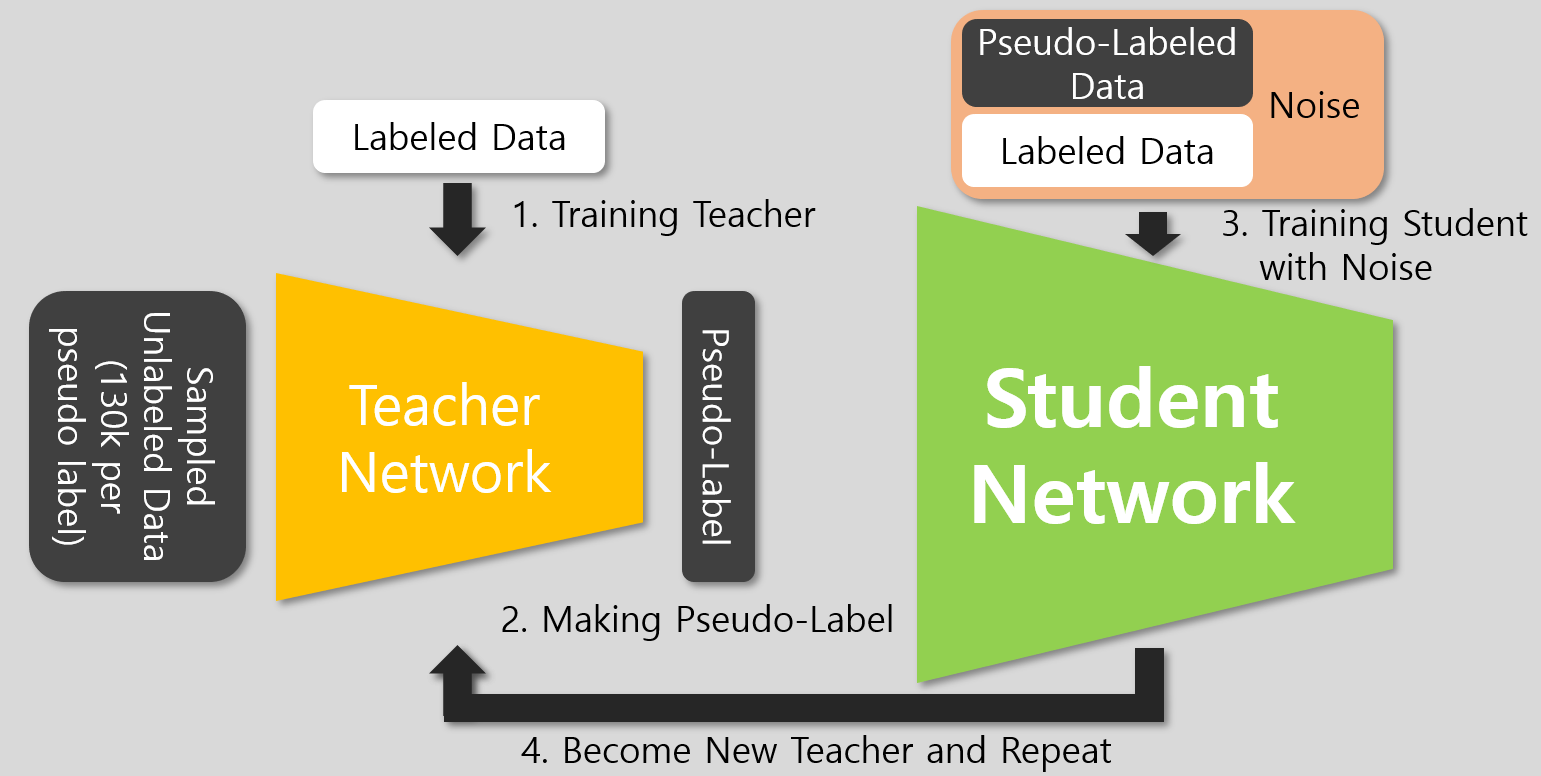 Labeled Data
1. Training Teacher
Sampled
Unlabeled Data
(130k per
pseudo label)
Teacher
Network
Pseudo-Label
2. Making Pseudo-Label
Pseudo-Labeled
Data
Labeled Data
Noise
3. Training Student
with Noise
Student
Network
4. Become New Teacher and Repeat